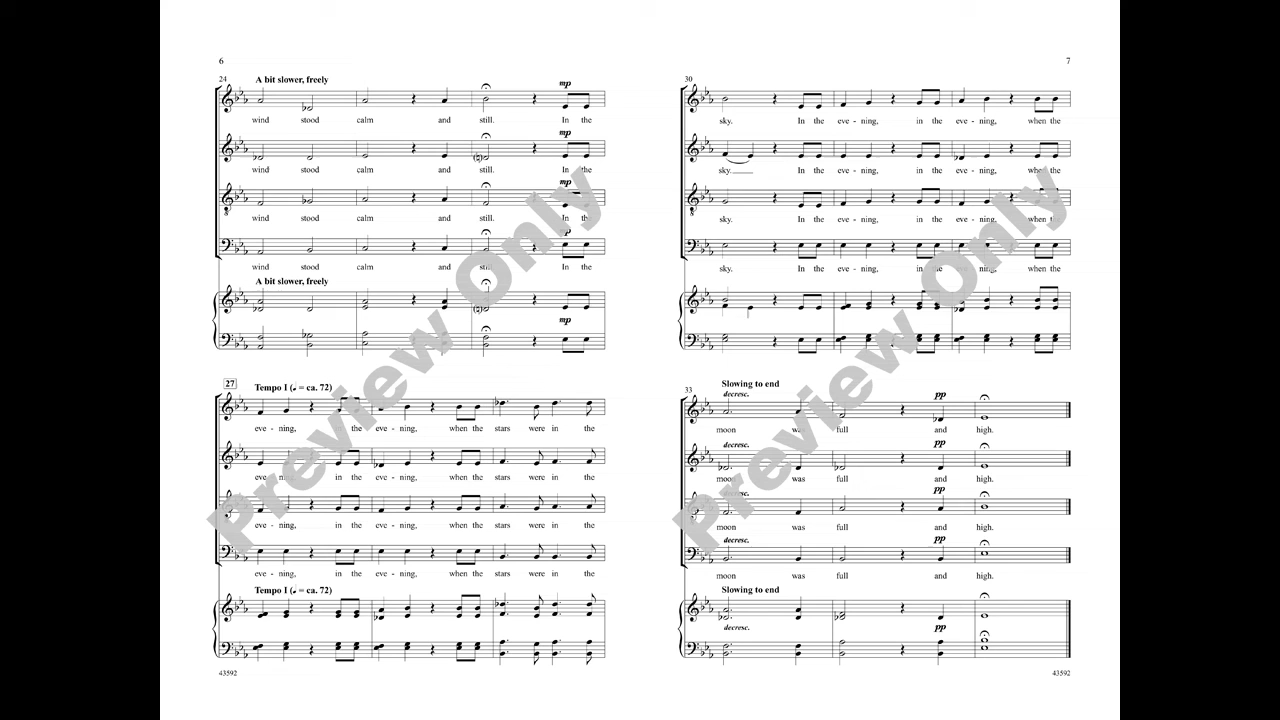 6
24
A bit slower, freely
mp
wind stood calm and still. In the
mp
wind stood calm and still. In the
mp
wind stood calm and still. In the
p
wind stood calm and still. In the
A bit slower, freely
mp
27
Tempo I (♩ = ca. 72)
eve - ning, in the eve - ning, when the stars were in the
eve - ning in the eve - ning, when the stars were in the
eve - ning, in the eve - ning, when the stars were in the
eve - ning, in the eve - ning, when the stars were in the
Tempo I (♩ = ca. 72)
43592
Preview Only
7
30
sky. In the eve - ning, in the eve - ning, when the
sky. In the eve - ning, in the eve - ning, when the
sky. In the eve - ning, in the eve - ning, when the
sky. In the eve - ning, in the eve - ning, when the
33
Slowing to end
decresc. pp
moon was full and high.
decresc. pp
moon was full and high.
decresc. pp
moon was full and high.
decresc. pp
moon was full and high.
Slowing to end
decresc. pp
43592
Preview Only